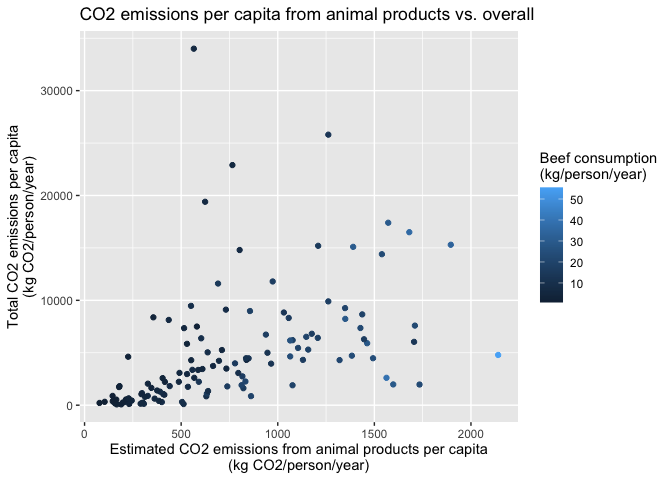 CO2 emissions per capita from animal products vs. overall
Total CO2 emissions per capita
(kg CO2/person/year)
30000
20000
10000
0
0
500
1000
1500
2000
Estimated CO2 emissions from animal products per capita
(kg CO2/person/year)
Beef consumption
(kg/person/year)
50
40
30
20
10